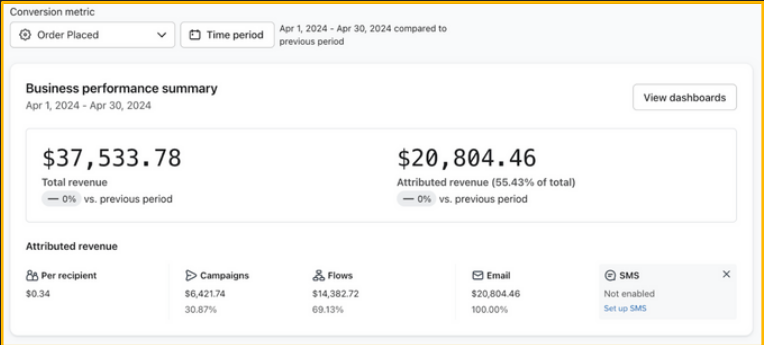 Conversion metric
Order Placed
Time period
Apr 1, 2024 - Apr 30, 2024 compared to
previous period
Business performance summary
Apr 1, 2024 - Apr 30, 2024
View dashboards
$37,533.78
Total revenue
— 0% vs. previous period
$20,804.46
Attributed revenue (55.43% of total)
— 0% vs. previous period
Attributed revenue
Per recipient
$0.34
Campaigns
$6,421.74
30.87%
Flows
$14,382.72
69.13%
Email
$20,804.46
100.00%
SMS
Not enabled
Set up SMS